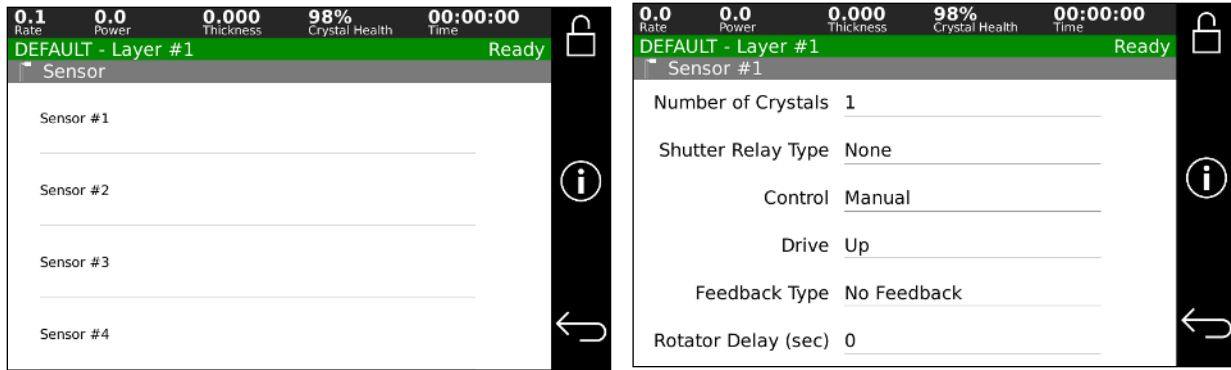 0.1 0.0 0.000 98% 00:00:00
Rate Power Thickness Crystal Health Time
DEFAULT - Layer #1 Ready
Sensor
Sensor #1
Sensor #2
Sensor #3
Sensor #4
0.0 0.0 0.000 98% 00:00:00
Rate Power Thickness Crystal Health Time
DEFAULT - Layer #1 Ready
Sensor #1
Number of Crystals 1
Shutter Relay Type None
Control Manual
Drive Up
Feedback Type No Feedback
Rotator Delay (sec) 0